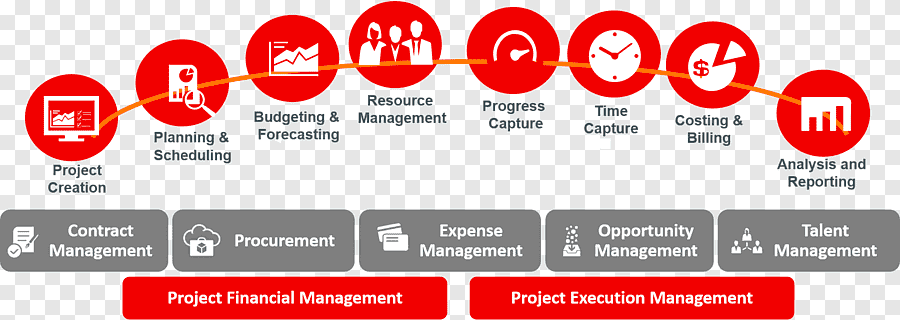 Project
Creation
Planning &
Scheduling
Budgeting &
Forecasting
Resource
Management
Progress
Capture
Time
Capture
$
Costing &
Billing
Analysis and
Reporting
Contract
Management
Procurement
Expense
Management
Opportunity
Management
Talent
Management
Project Financial Management
Project Execution Management